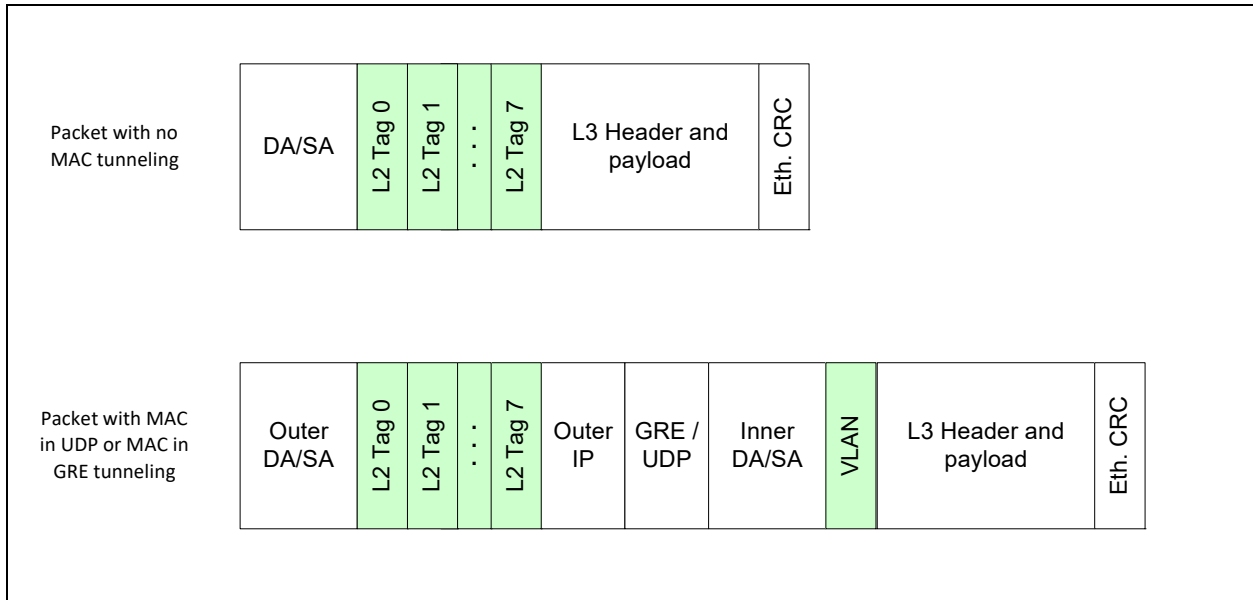 Packet with no
MAC tunneling
DA/SA
L2 Tag 0
L2 Tag 1
. . .
L2 Tag 7
L3 Header and
payload
Eth. CRC
Packet with MAC
in UDP or MAC in
GRE tunneling
Outer
DA/SA
L2 Tag 0
L2 Tag 1
. . .
L2 Tag 7
Outer
IP
GRE /
UDP
Inner
DA/SA
VLAN
L3 Header and
payload
Eth. CRC